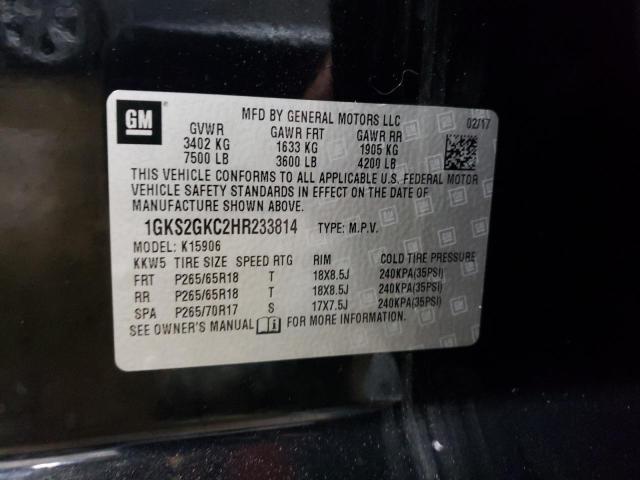 GM
MFD BY GENERAL MOTORS LLC 02/17
GVWR GAWR FRT GAWR RR
3402 KG 1633 KG 1905 KG
7500 LB 3600 LB 4200 LB
THIS VEHICLE CONFORMS TO ALL APPLICABLE U.S. FEDERAL MOTOR
VEHICLE SAFETY STANDARDS IN EFFECT ON THE DATE OF
MANUFACTURE SHOWN ABOVE.
1GKS2GKC2HR233814 TYPE: M.P.V.
MODEL: K15906
KKW5 TIRE SIZE SPEED RTG RIM COLD TIRE PRESSURE
FRT P265/65R18 T 18X8.5J 240KPA(35PSI)
RR P265/65R18 T 18X8.5J 240KPA(35PSI)
SPA P265/70R17 S 17X7.5J 240KPA(35PSI)
SEE OWNER'S MANUAL FOR MORE INFORMATION.